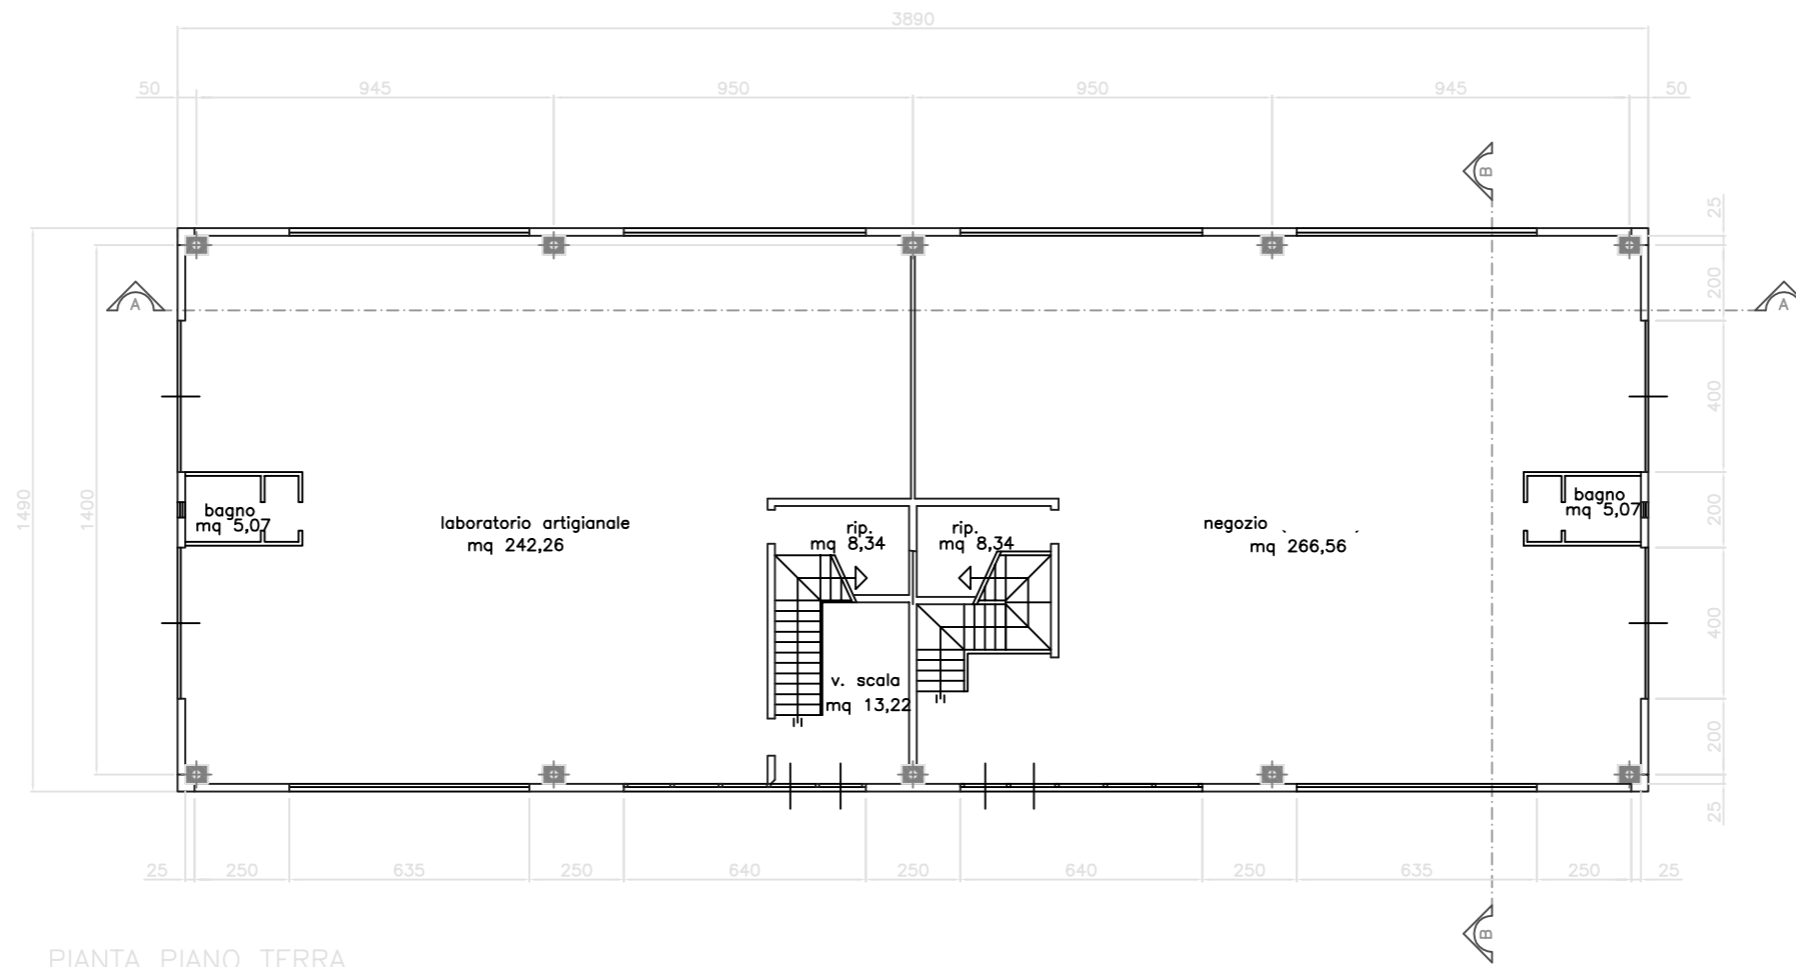 3890
50 945 950 950 945 50
B
25
200
A A
400
1490
1400
bagno
mq 5,07
laboratorio artigianale
mq 242,26
rip.
mq 8,34
rip.
mq 8,34
negozio
mq 266,56
bagno
mq 5,07
200
400
v. scala
mq 13,22
200
25
25 250 635 250 640 250 640 250 635 250 25
B
PIANTA PIANO TERRA